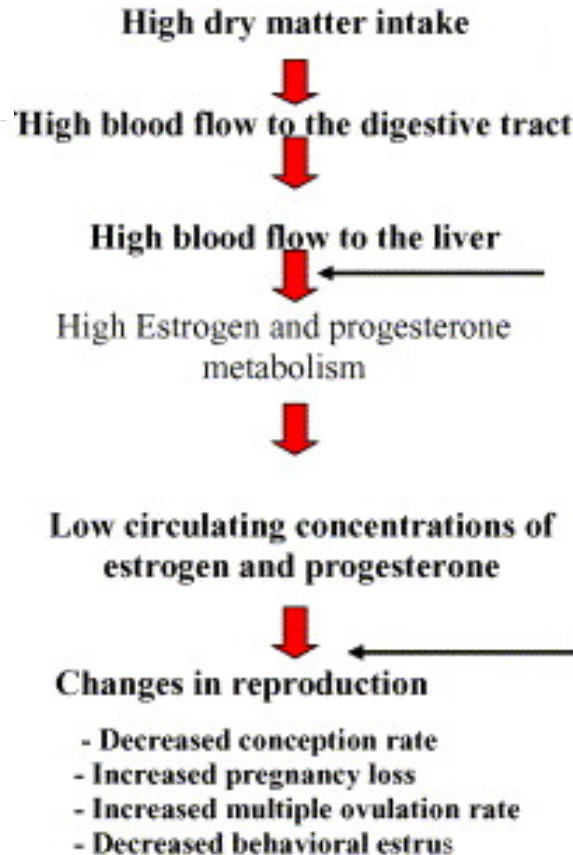 High dry matter intake
High blood flow to the digestive tract
High blood flow to the liver
High Estrogen and progesterone
metabolism
Low circulating concentrations of
estrogen and progesterone
Changes in reproduction
- Decreased conception rate
- Increased pregnancy loss
- Increased multiple ovulation rate
- Decreased behavioral estrus